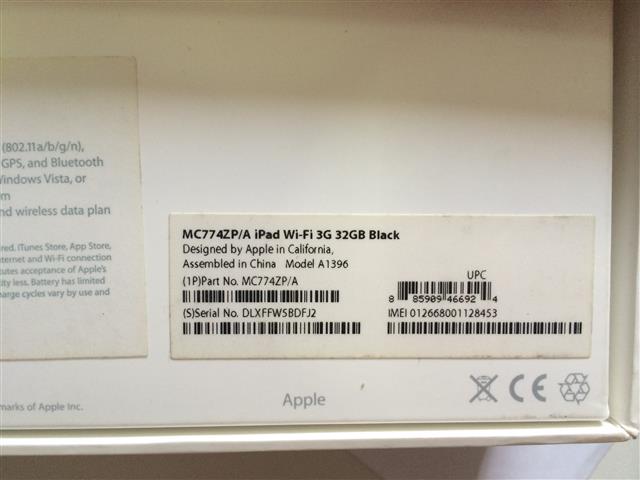 (802.11a/b/g/n),
GPS, and Bluetooth
Windows Vista, or
m
nd wireless data plan
red. iTunes Store, App Store,
ternet and Wi-Fi connection
tutes acceptance of Apple's
ity less. Battery has limited
harge cycles vary by use and
marks of Apple Inc.
MC774ZP/A iPad Wi-Fi 3G 32GB Black
Designed by Apple in California,
Assembled in China Model A1396
(1P)Part No. MC774ZP/A
UPC
8 85909 46692 4
(S)Serial No. DLXFFW5BDFJ2
IMEI 012668001128453
Apple
CE